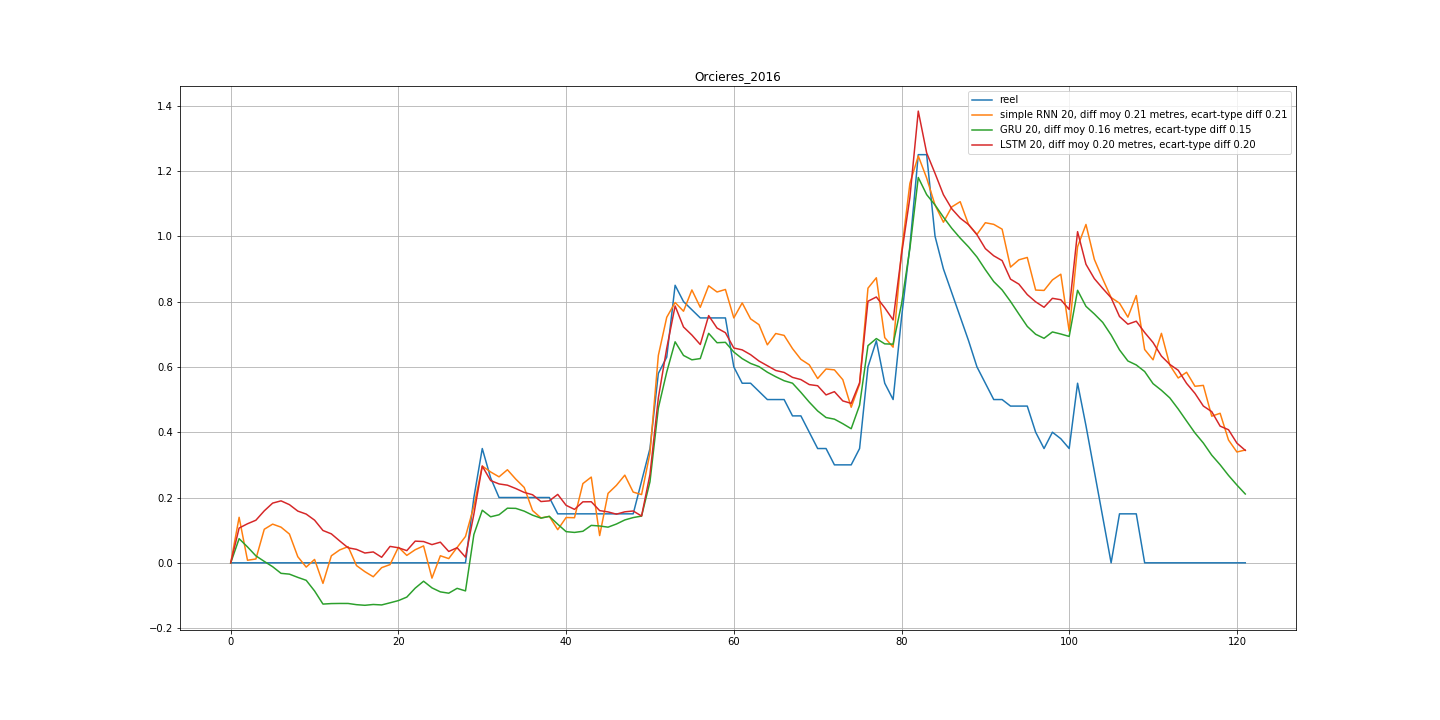 Orcieres_2016
reel
simple RNN 20, diff moy 0.21 metres, ecart-type diff 0.21
GRU 20, diff moy 0.16 metres, ecart-type diff 0.15
LSTM 20, diff moy 0.20 metres, ecart-type diff 0.20
1.4
1.2
1.0
0.8
0.6
0.4
0.2
0.0
−0.2
0 20 40 60 80 100 120